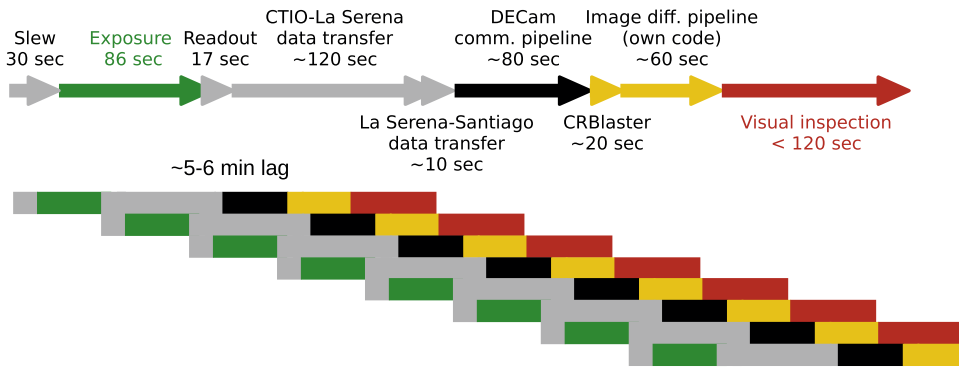 Slew
30 sec
Exposure
86 sec
Readout
17 sec
CTIO-La Serena
data transfer
~120 sec
La Serena-Santiago
data transfer
~10 sec
DECam
comm. pipeline
~80 sec
CRBlaster
~20 sec
Image diff. pipeline
(own code)
~60 sec
Visual inspection
< 120 sec
~5-6 min lag